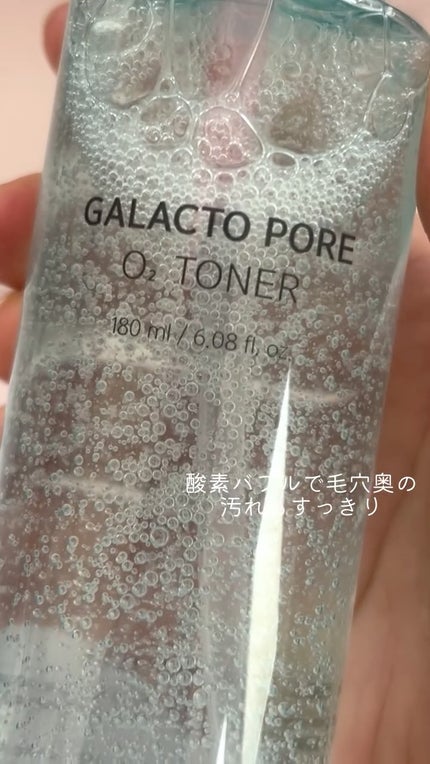 GALACTO PORE
O₂ TONER
180 ml / 6.08 fl, oz.
酸素バブルで毛穴奥の
汚れもすっきり